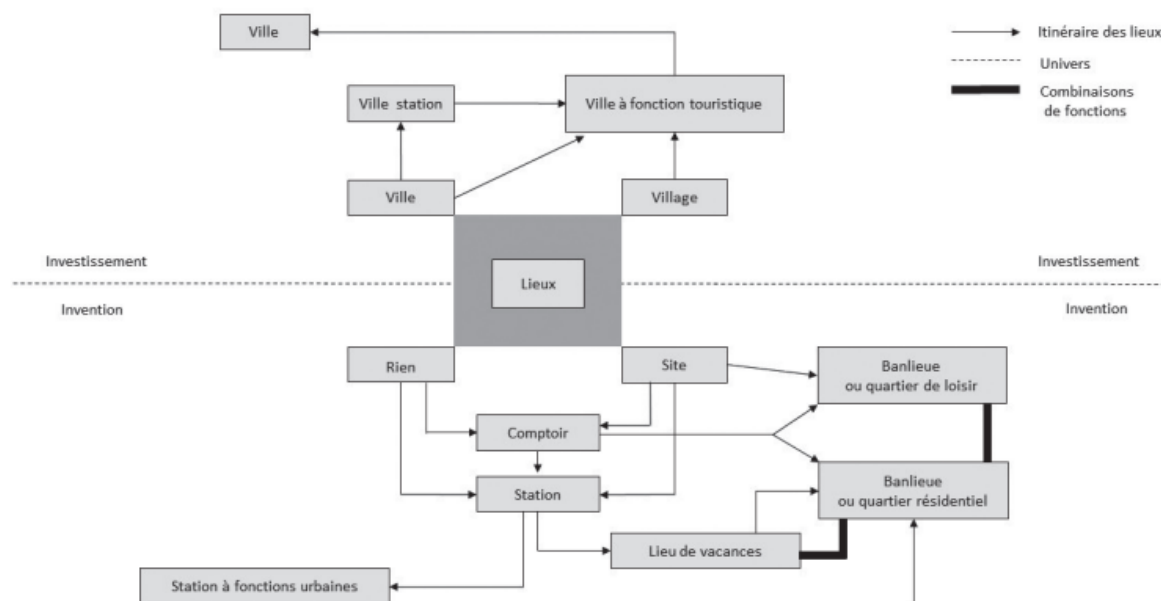 Ville
Itinéraire des lieux
Univers
Combinaisons
de fonctions
Ville station
Ville à fonction touristique
Ville
Village
Investissement
Investissement
Lieux
Invention
Invention
Rien
Site
Banlieue
ou quartier de loisir
Comptoir
Banlieue
ou quartier résidentiel
Station
Lieu de vacances
Station à fonctions urbaines